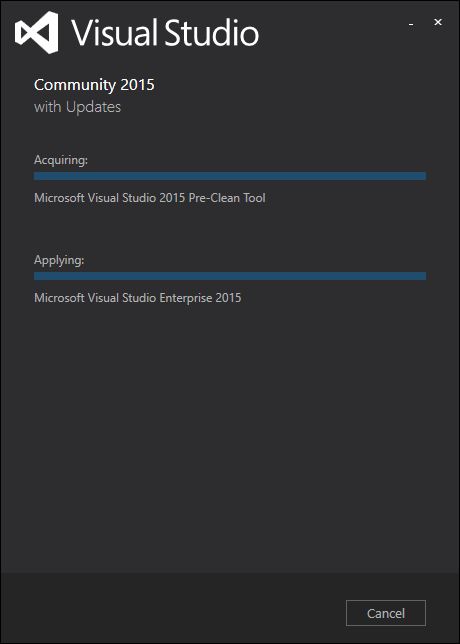 Visual Studio
Community 2015
with Updates
Acquiring:
Microsoft Visual Studio 2015 Pre-Clean Tool
Applying:
Microsoft Visual Studio Enterprise 2015
Cancel